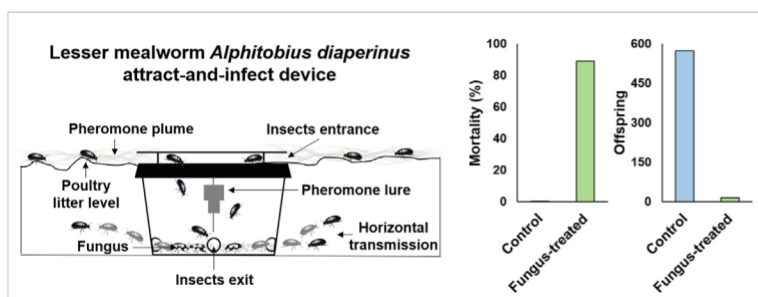 Lesser mealworm Alphitobius diaperinus
attract-and-infect device
Pheromone plume
Insects entrance
Poultry
litter level
Pheromone lure
Fungus
Horizontal
transmission
Insects exit
Mortality (%)
100
80
60
40
20
0
Control
Fungus-treated
Offspring
600
450
300
150
0
Control
Fungus-treated